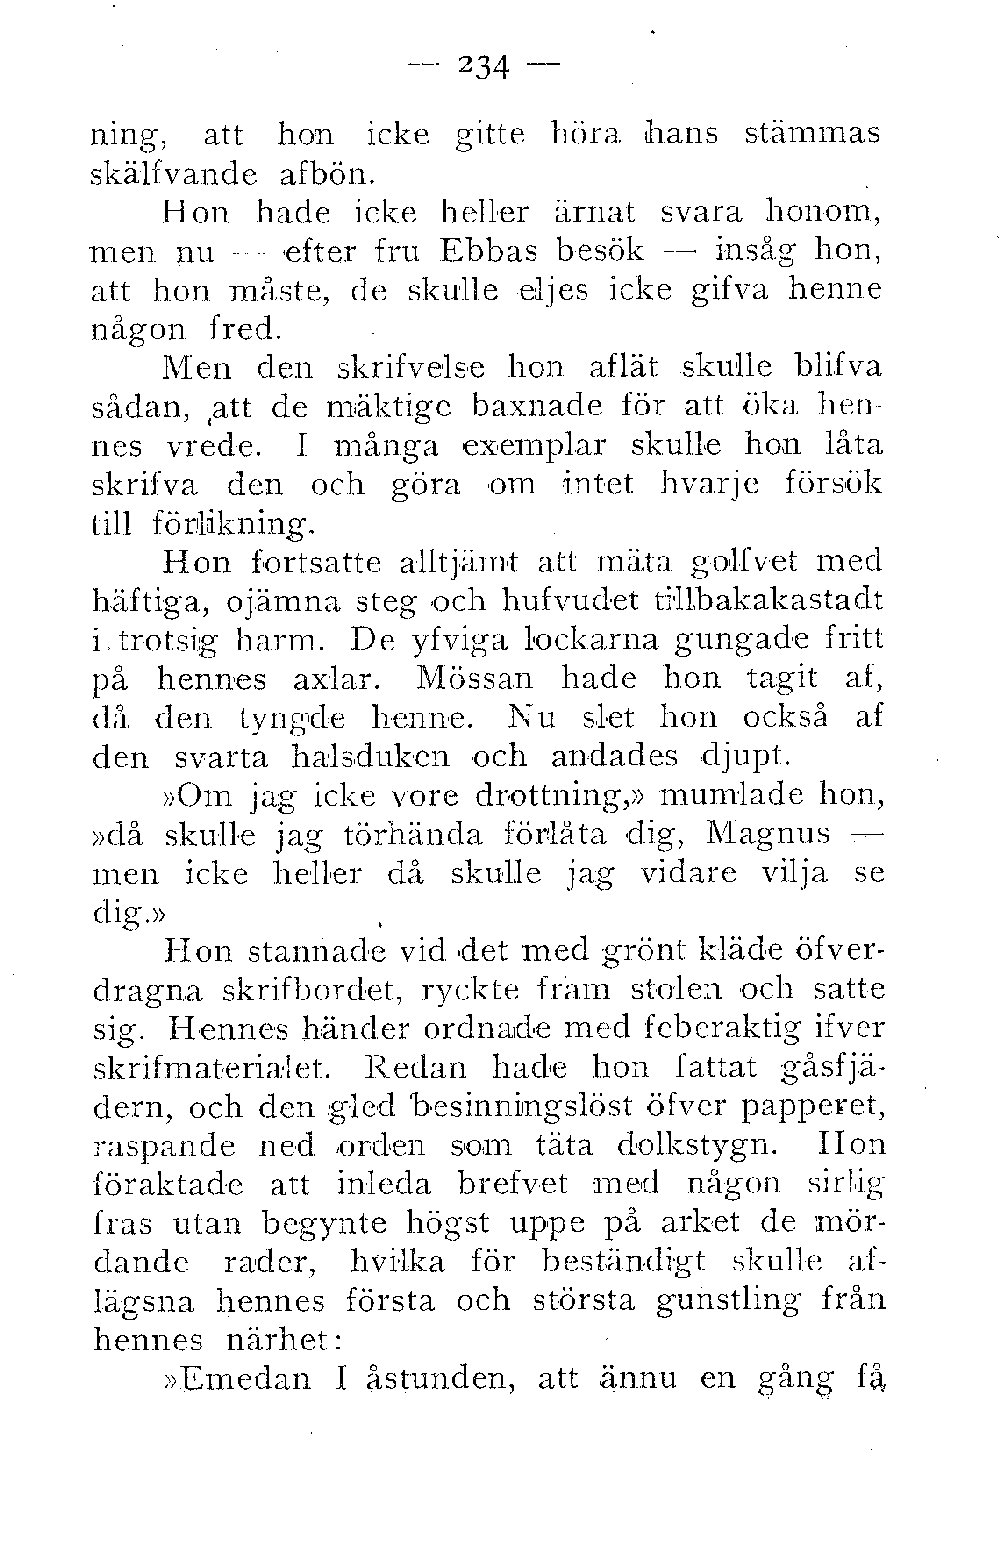 — 234 —
ning, att hon icke gitte höra hans stämmas
skälfvande afbön.
Hon hade icke heller ärnat svara honom,
men nu — efter fru Ebbas besök — insåg hon,
att hon måste, de skulle eljes icke gifva henne
någon fred.
Men den skrifvelse hon aflät skulle blifva
sådan, att de mäktige baxnade för att öka hen-
nes vrede. I många exemplar skulle hon låta
skrifva den och göra om intet hvarje försök
till förlikning.
Hon fortsatte alltjämt att mäta golfvet med
häftiga, ojämna steg och hufvudet tillbakakastadt
i trotsig harm. De yfviga lockarna gungade fritt
på hennes axlar. Mössan hade hon tagit af,
då den tyngde henne. Nu slet hon också af
den svarta halsduken och andades djupt.
»Om jag icke vore drottning,» mumlade hon,
»då skulle jag törhända förlåta dig, Magnus —
men icke heller då skulle jag vidare vilja se
dig.»
Hon stannade vid det med grönt kläde öfver-
dragna skrifbordet, ryckte fram stolen och satte
sig. Hennes händer ordnade med feberaktig ifver
skrifmaterialet. Redan hade hon fattat gåsfjä-
dern, och den gled besinningslöst öfver papperet,
raspande ned orden som täta dolkstygn. Hon
föraktade att inleda brefvet med någon sirlig
fras utan begynte högst uppe på arket de mör-
dande rader, hvilka för beständigt skulle af-
lägsna hennes första och största gunstling från
hennes närhet:
»Emedan I åstunden, att ännu en gång få